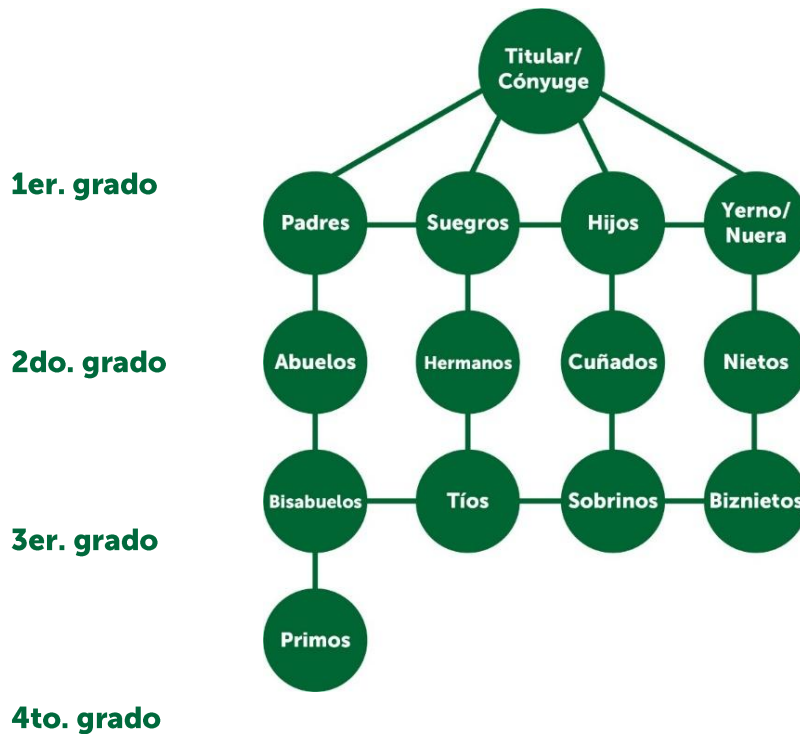 Titular/
Cónyuge
1er. grado
Padres
Suegros
Hijos
Yerno/
Nuera
2do. grado
Abuelos
Hermanos
Cuñados
Nietos
Bisabuelos
Tíos
Sobrinos
Biznietos
3er. grado
Primos
4to. grado